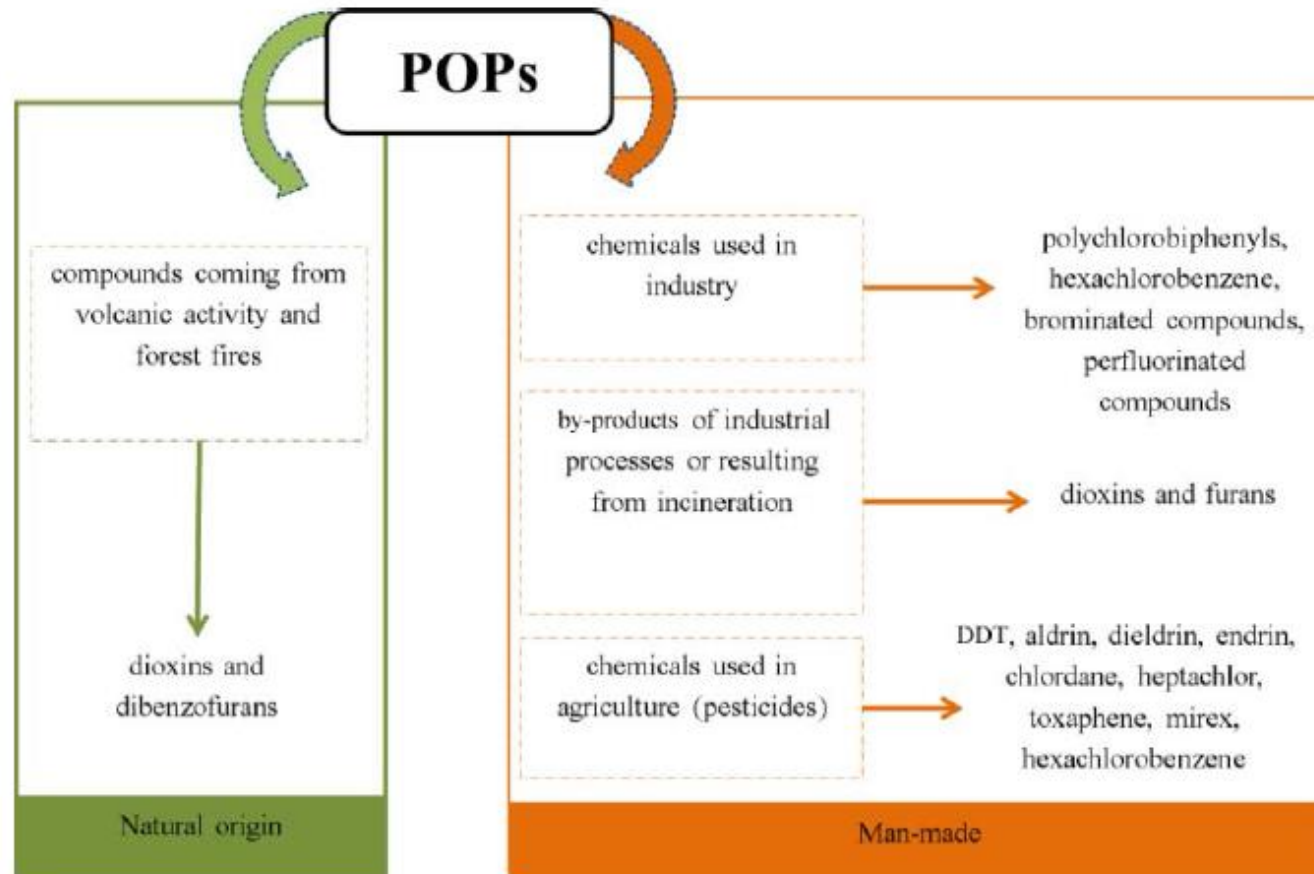 POPs
compounds coming from
volcanic activity and
forest fires
dioxins and
dibenzofurans
Natural origin
chemicals used in
industry
polychlorobiphenyls,
hexachlorobenzene,
brominated compounds,
perfluorinated
compounds
by-products of industrial
processes or resulting
from incineration
dioxins and furans
chemicals used in
agriculture (pesticides)
DDT, aldrin, dieldrin, endrin,
chlordane, heptachlor,
toxaphene, mirex,
hexachlorobenzene
Man-made